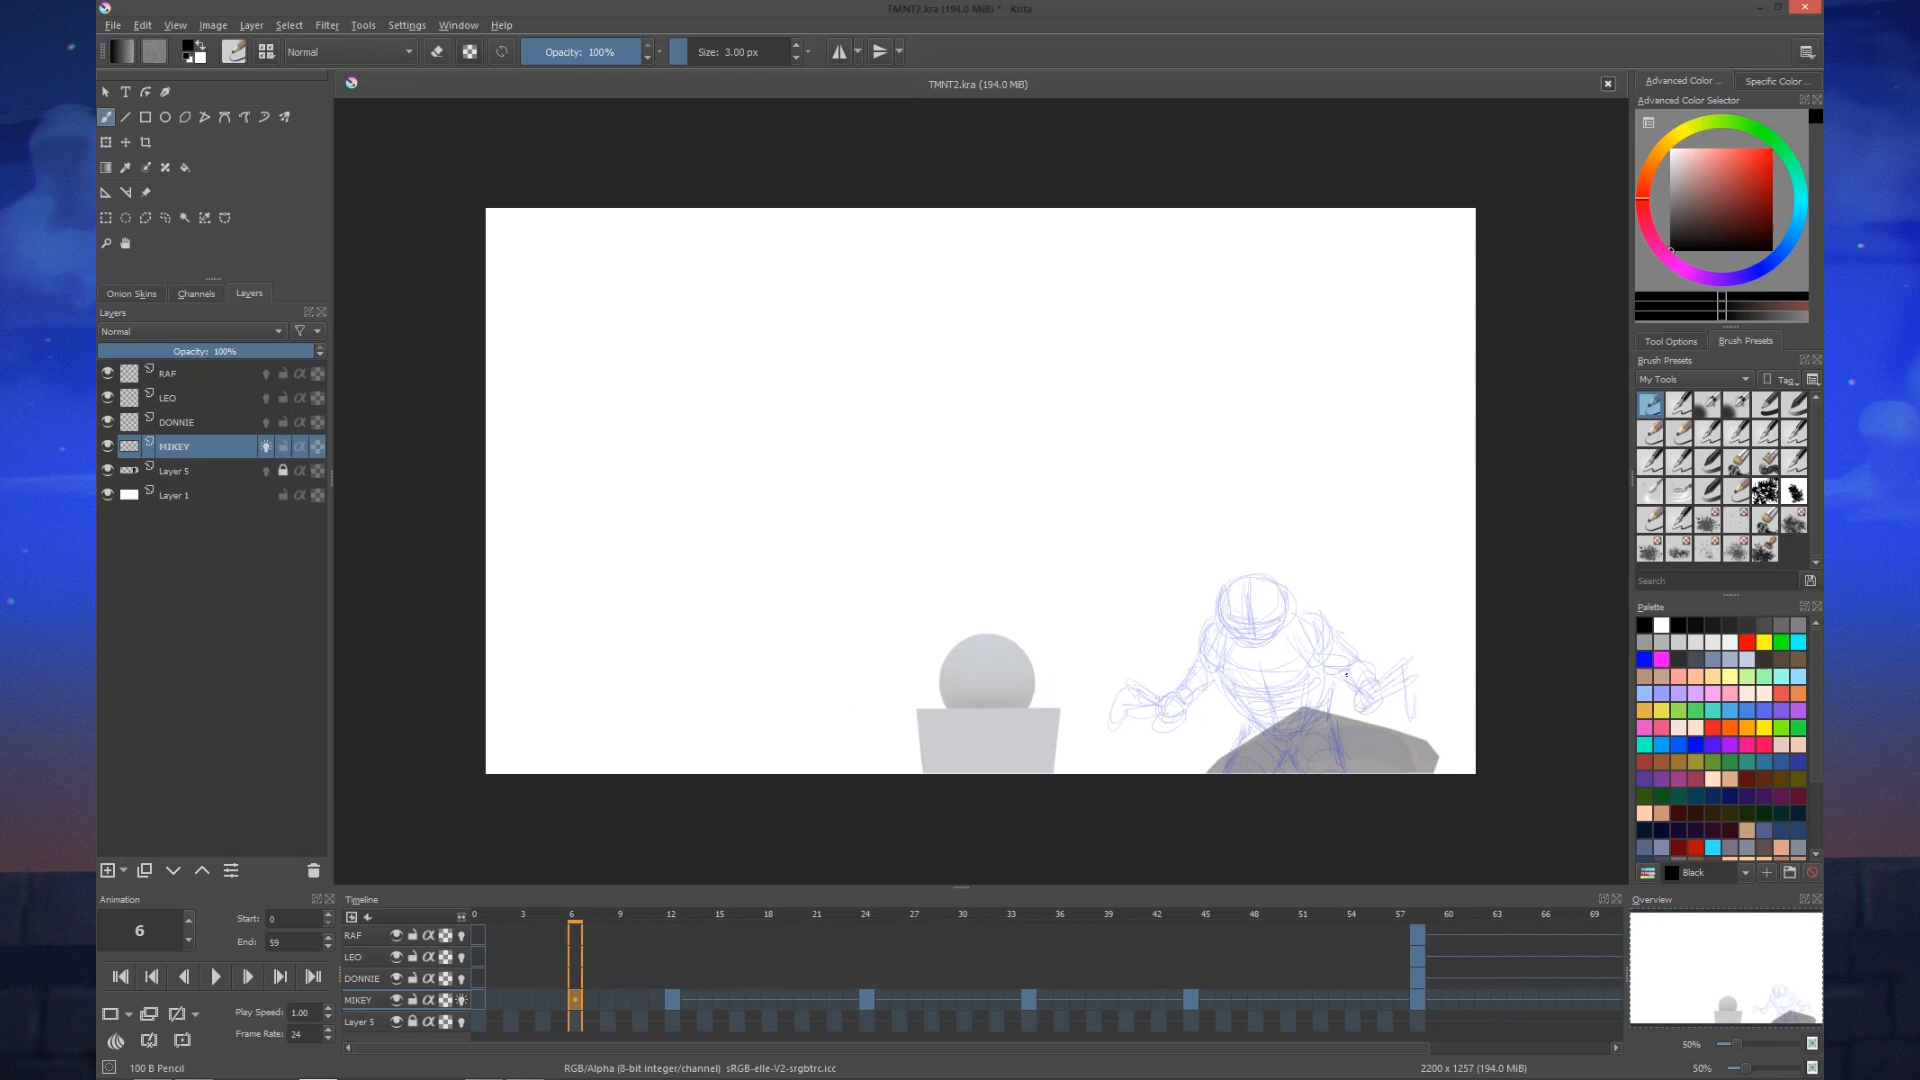 TMNT2.kra (194.0 MiB) * - Krita
File Edit View Image Layer Select Filter Tools Settings Window Help
Normal Opacity: 100% Size: 3.00 px
TMNT2.kra (194.0 MiB)
Advanced Color ... Specific Color ...
Advanced Color Selector
Onion Skins Channels Layers
Layers
Normal
Opacity: 100%
RAF
LEO
DONNIE
MIKEY
Layer 5
Layer 1
Tool Options Brush Presets
Brush Presets
My Tools Tag
Search
Palette
Black
Animation
6
Start: 0
End: 59
Play Speed: 1.00
Frame Rate: 24
Timeline
0 3 6 9 12 15 18 21 24 27 30 33 36 39 42 45 48 51 54 57 60 63 66 69
RAF
LEO
DONNIE
MIKEY
Layer 5
Overview
50%
50%
100 B Pencil
RGB/Alpha (8-bit integer/channel) sRGB-elle-V2-srgbtrc.icc
2200 x 1257 (194.0 MiB)